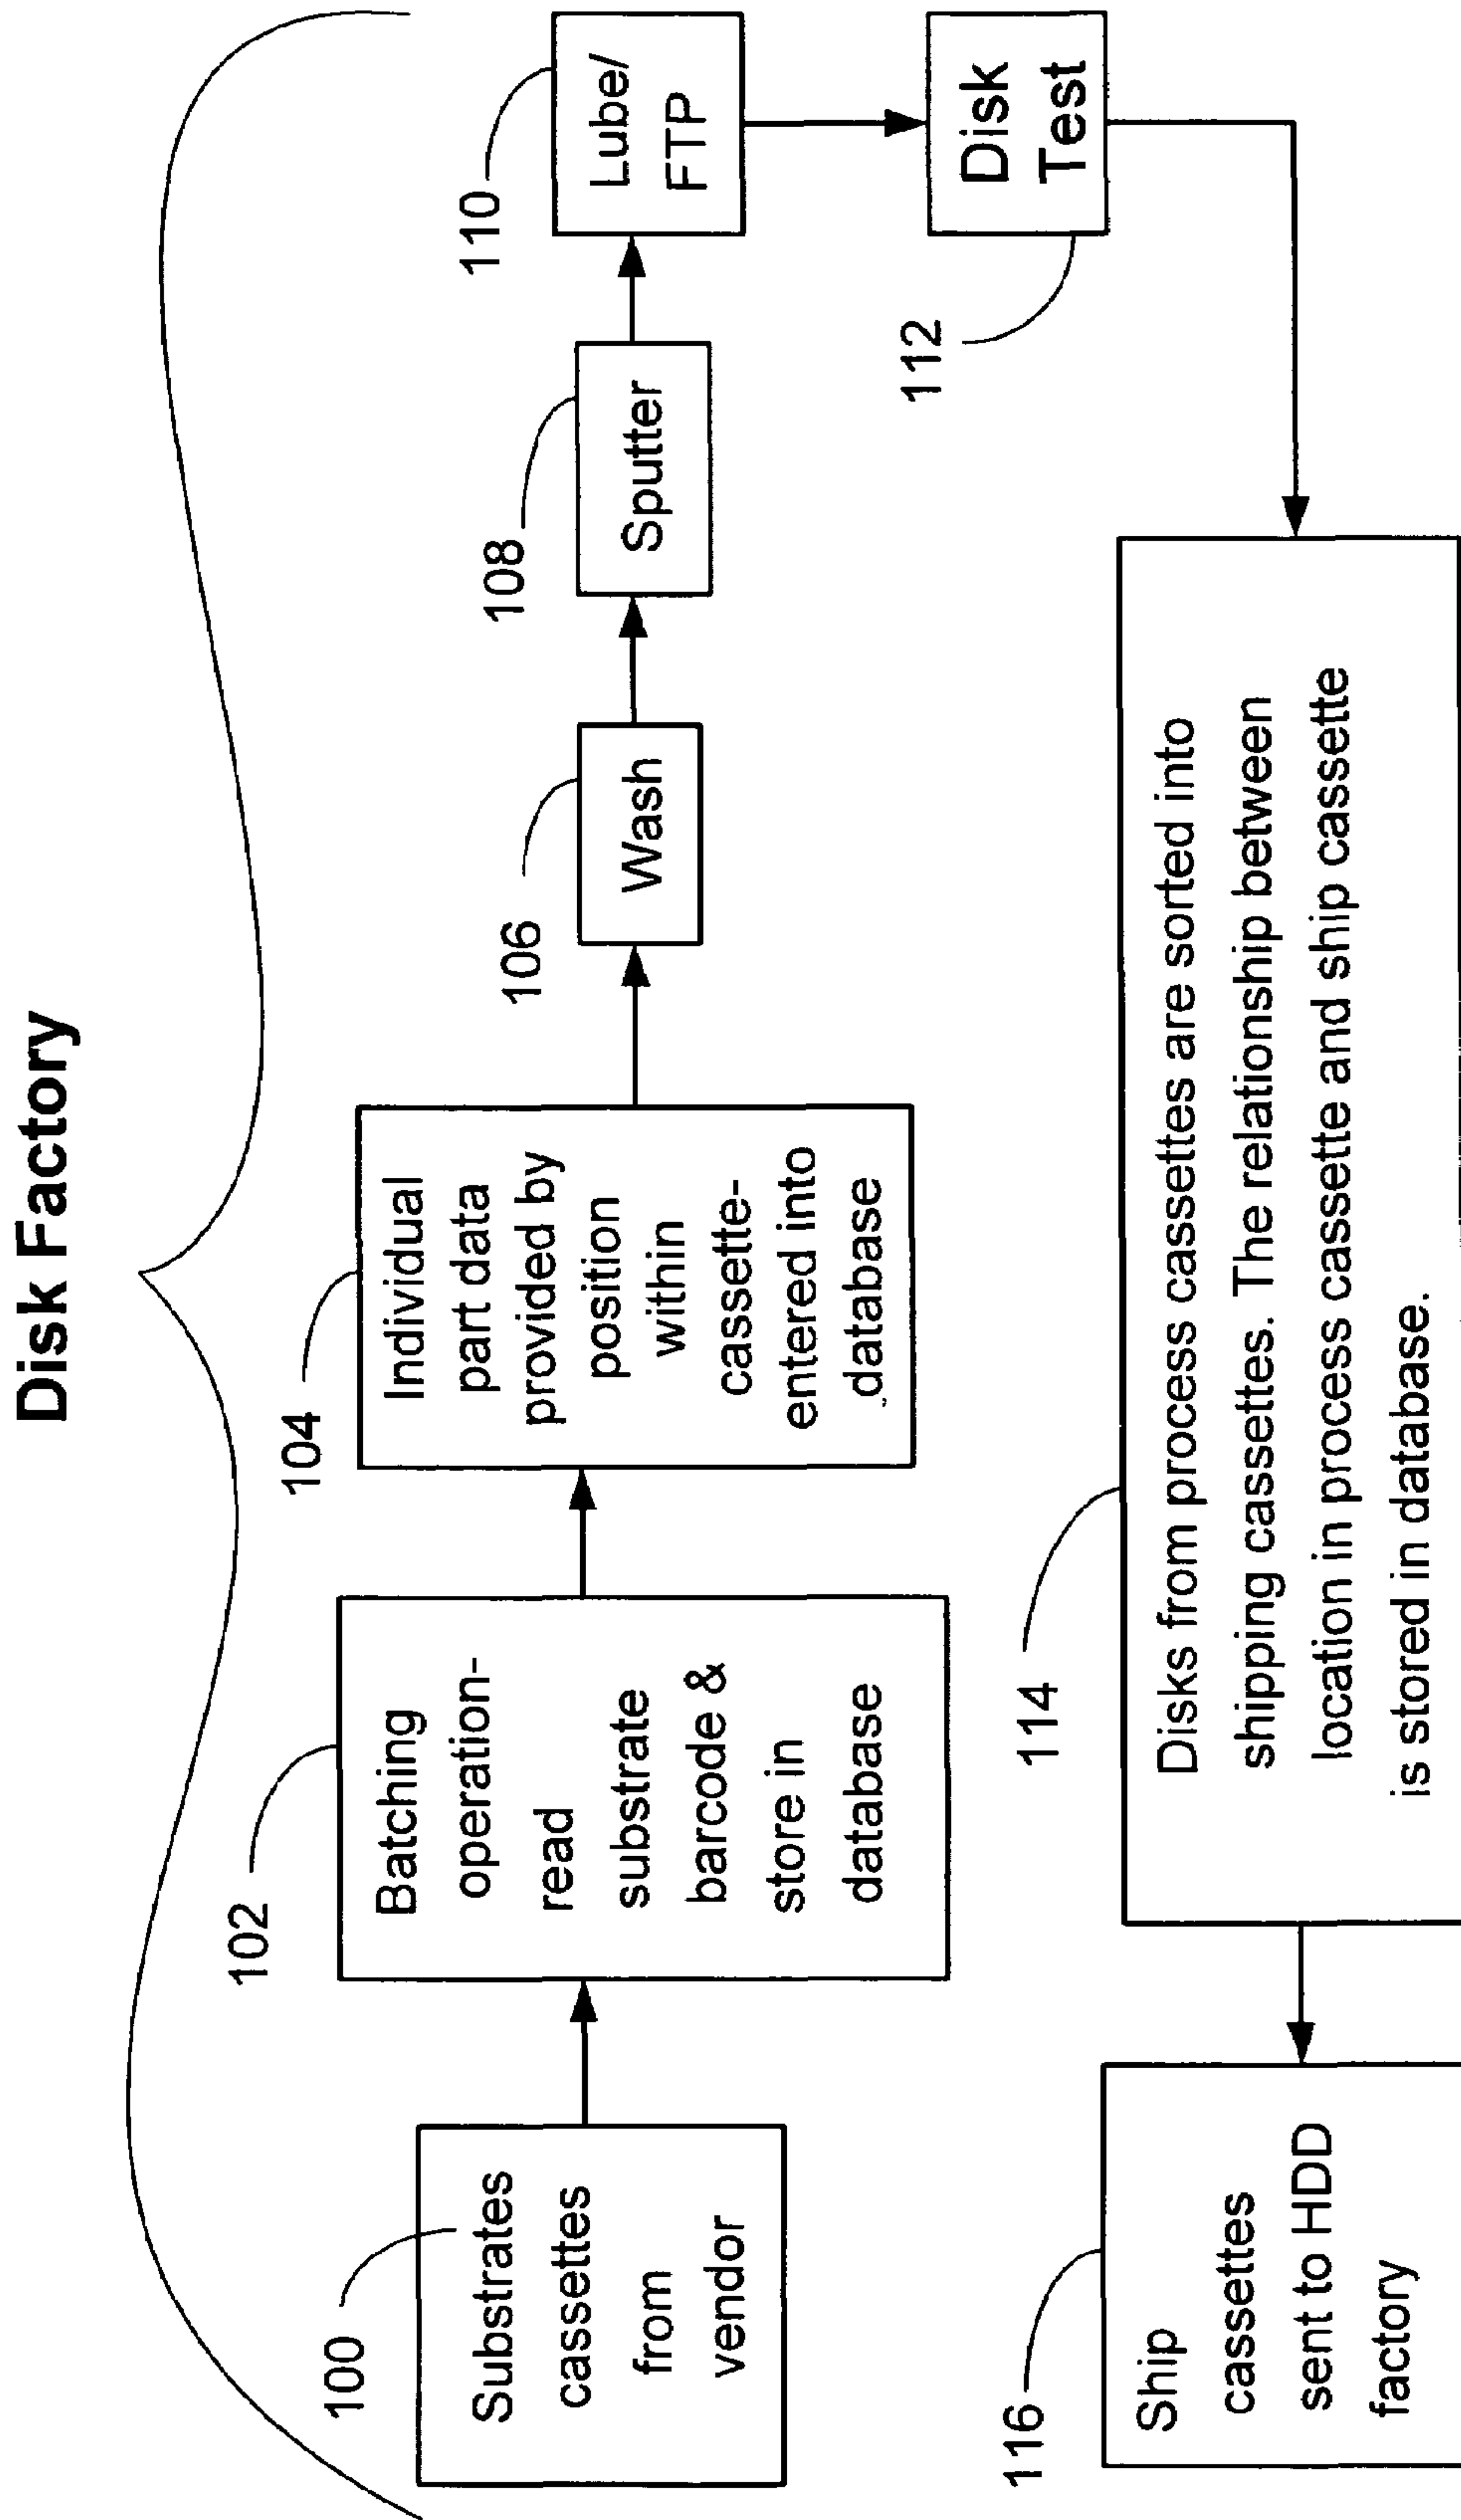 Disk Factory
100
Substrates
cassettes
from
vendor
102
Batching
operation-
read
substrate
barcode &
store in
database
104
Individual
part data
provided by
position
within
cassette-
entered into
database
106
Wash
108
Sputter
110
Lube/
FTP
112
Disk
Test
114
Disks from process cassettes are sorted into
shipping cassettes. The relationship between
location in process cassette and ship cassette
is stored in database.
116
Ship
cassettes
sent to HDD
factory